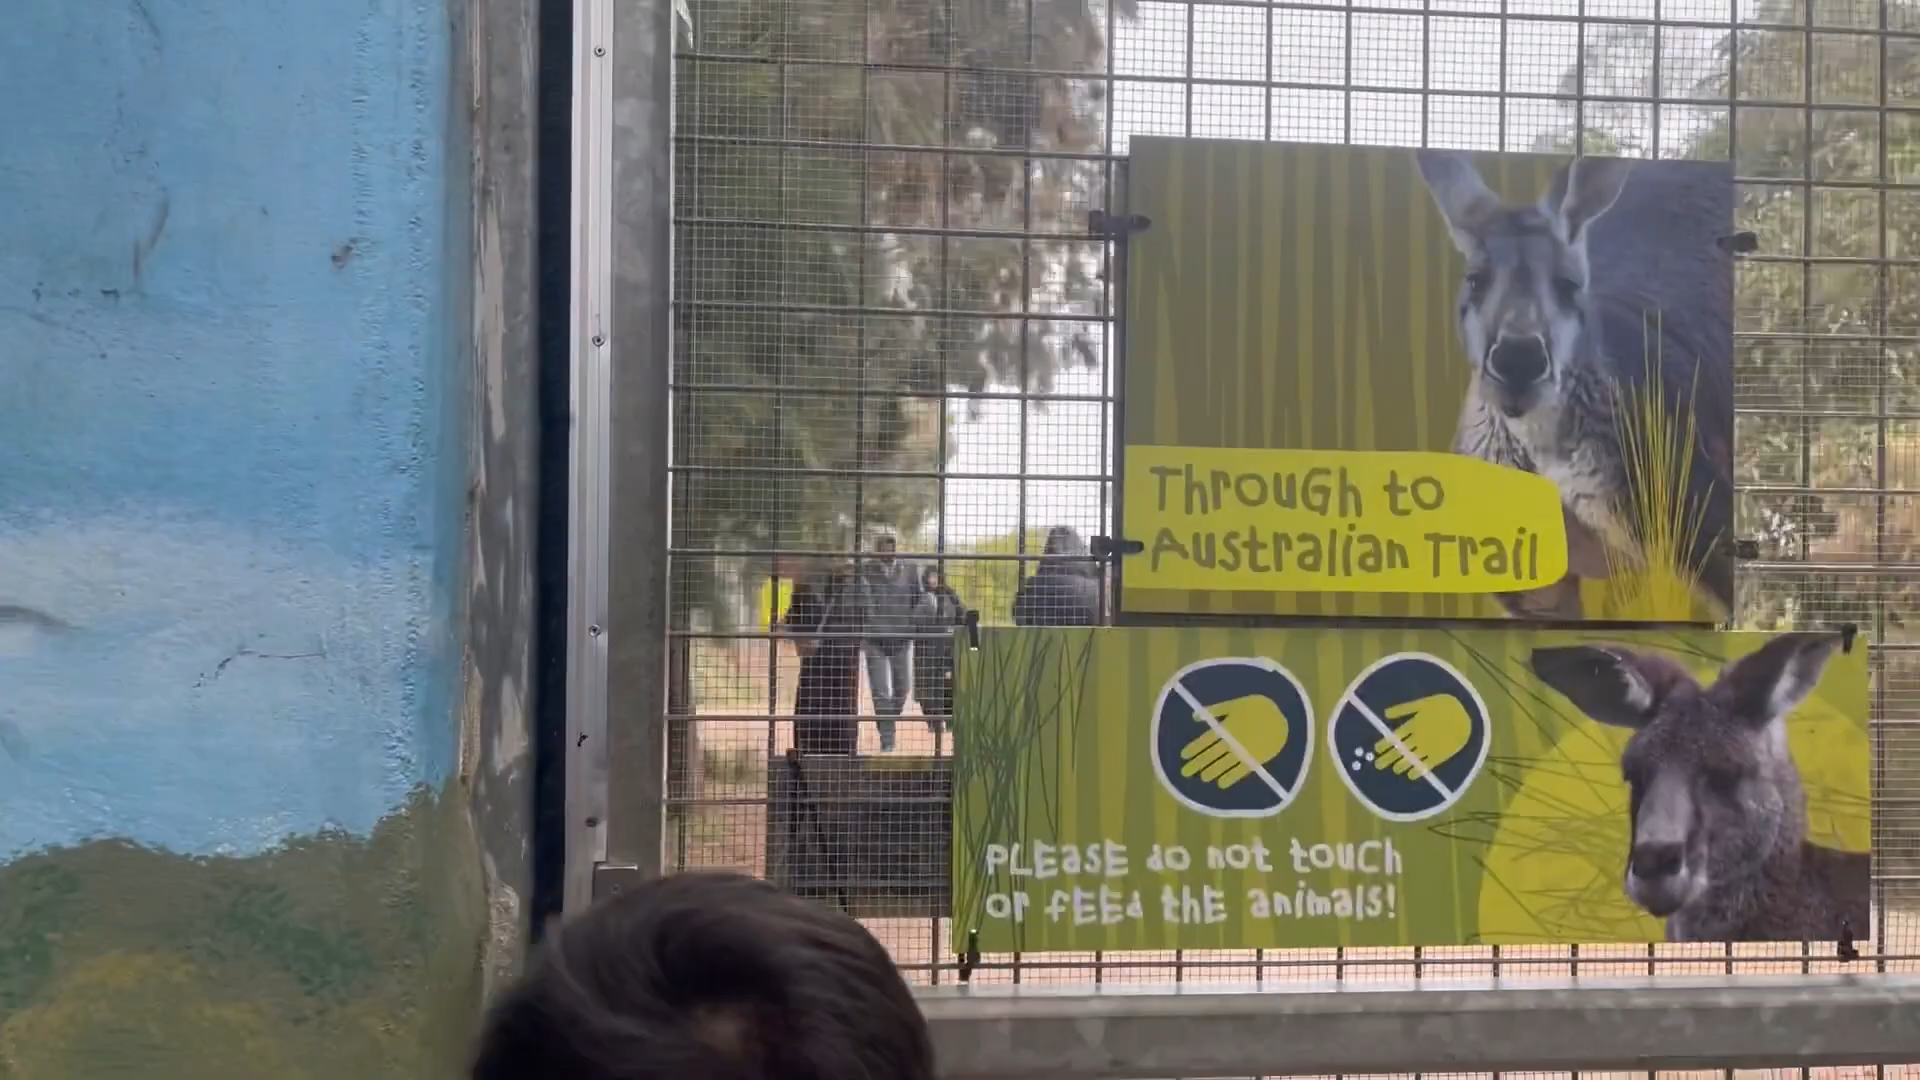 Through to
Australian Trail
PLEASE do not touch
or fEEd thE animals!